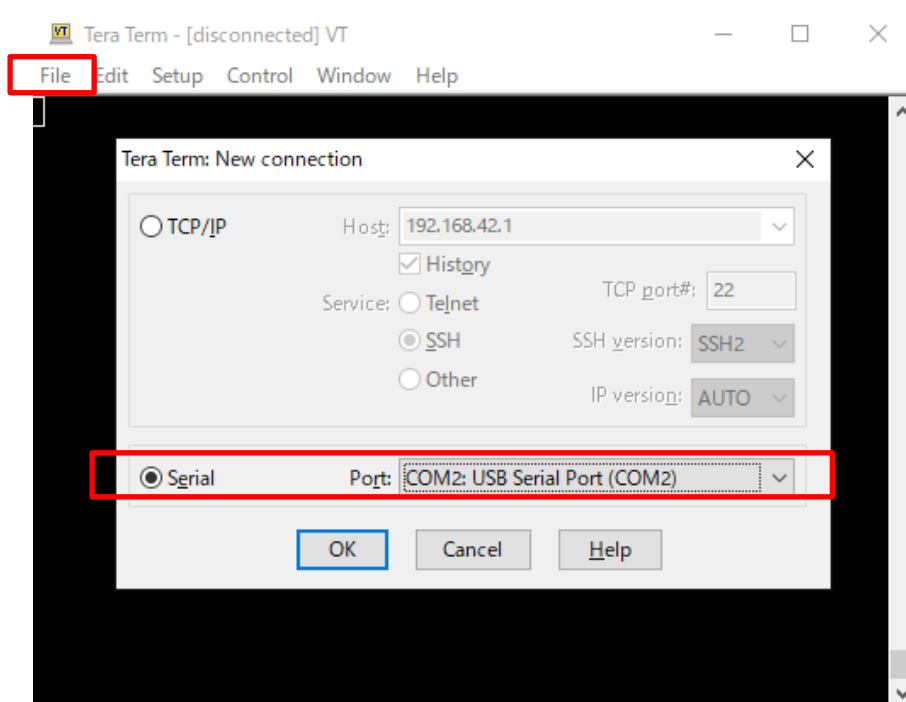 VT Tera Term - [disconnected] VT
File Edit Setup Control Window Help
Tera Term: New connection
TCP/IP Host: 192.168.42.1
History
Service: Telnet TCP port#: 22
SSH SSH version: SSH2
Other IP version: AUTO
Serial Port: COM2: USB Serial Port (COM2)
OK Cancel Help